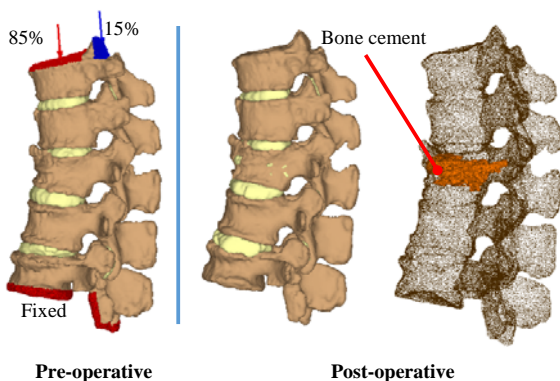 85%
15%
Bone cement
Fixed
Pre-operative
Post-operative